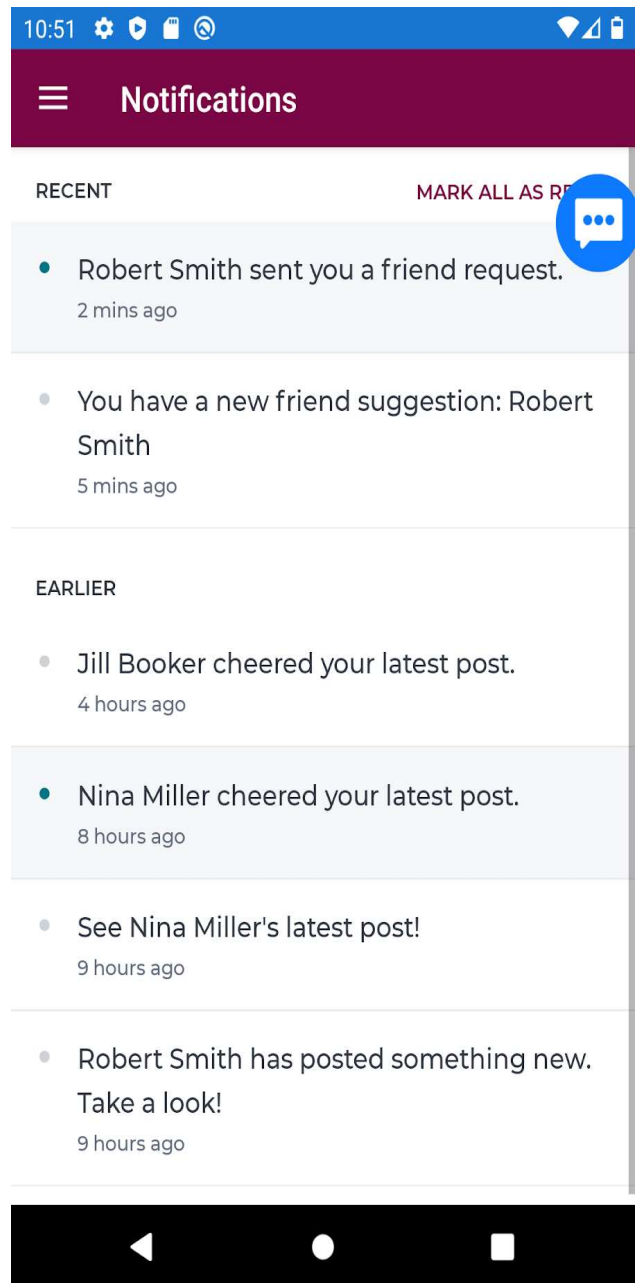 10:51
Notifications
RECENT
MARK ALL AS
Robert Smith sent you a friend request.
2 mins ago
You have a new friend suggestion: Robert
Smith
5 mins ago
EARLIER
Jill Booker cheered your latest post.
4 hours ago
Nina Miller cheered your latest post.
8 hours ago
See Nina Miller's latest post!
9 hours ago
Robert Smith has posted something new.
Take a look!
9 hours ago